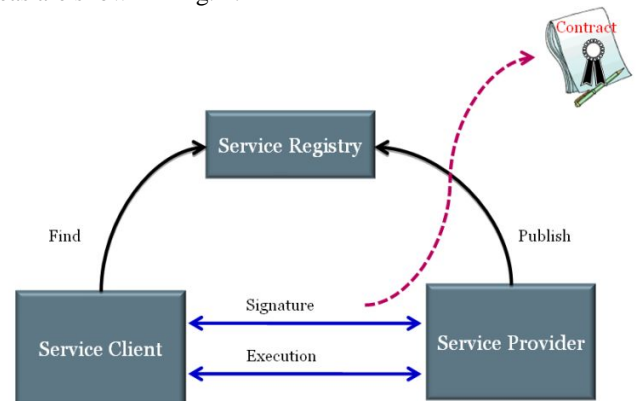 Contract
Service Registry
Find
Publish
Signature
Service Client
Service Provider
Execution